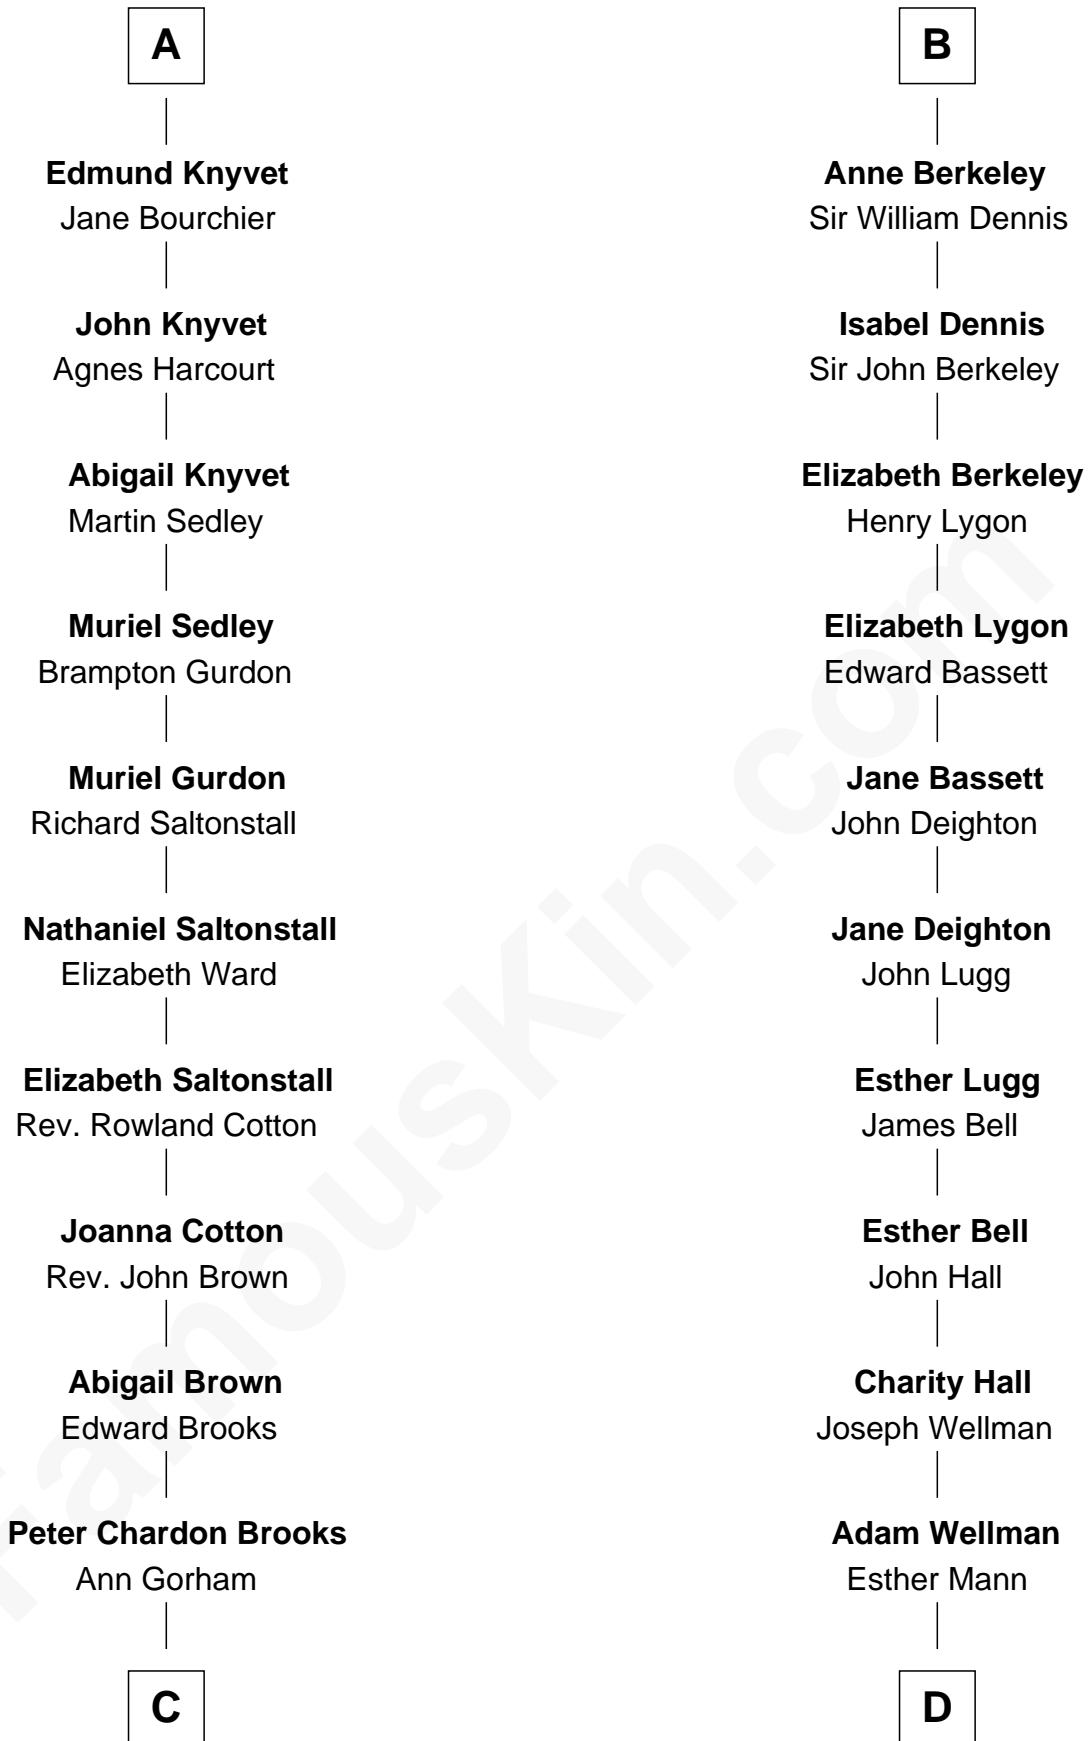 A
Edmund Knyvet
Jane Bourchier
John Knyvet
Agnes Harcourt
Abigail Knyvet
Martin Sedley
Muriel Sedley
Brampton Gurdon
Muriel Gurdon
Richard Saltonstall
Nathaniel Saltonstall
Elizabeth Ward
Elizabeth Saltonstall
Rev. Rowland Cotton
Joanna Cotton
Rev. John Brown
Abigail Brown
Edward Brooks
Peter Chardon Brooks
Ann Gorham
C
B
Anne Berkeley
Sir William Dennis
Isabel Dennis
Sir John Berkeley
Elizabeth Berkeley
Henry Lygon
Elizabeth Lygon
Edward Bassett
Jane Bassett
John Deighton
Jane Deighton
John Lugg
Esther Lugg
James Bell
Esther Bell
John Hall
Charity Hall
Joseph Wellman
Adam Wellman
Esther Mann
D
FamousKin.com